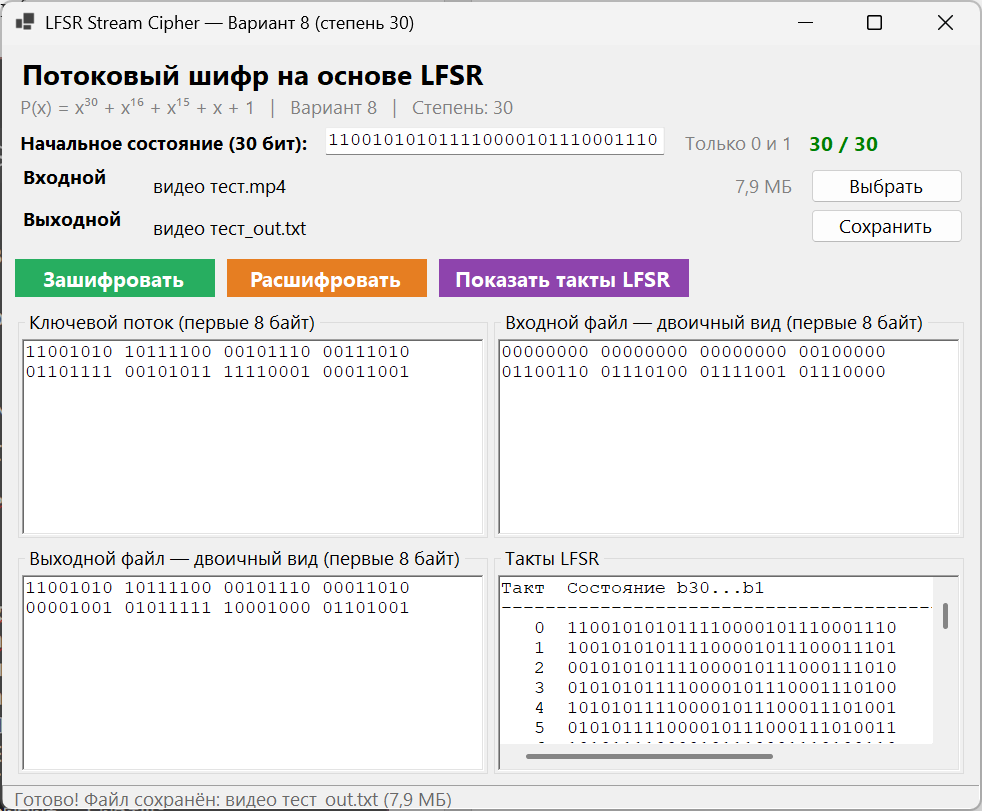 LFSR Stream Cipher — Вариант 8 (степень 30)
Потоковый шифр на основе LFSR
P(x) = x³⁰ + x¹⁶ + x¹⁵ + x + 1 | Вариант 8 | Степень: 30
Начальное состояние (30 бит): 110010101011110000101110001110 Только 0 и 1 30 / 30
Входной видео тест.mp4 7,9 МБ Выбрать
Выходной видео тест_out.txt Сохранить
Зашифровать Расшифровать Показать такты LFSR
Ключевой поток (первые 8 байт)
11001010 10111100 00101110 00111010
01101111 00101011 11110001 00011001
Входной файл — двоичный вид (первые 8 байт)
00000000 00000000 00000000 00100000
01100110 01110100 01111001 01110000
Выходной файл — двоичный вид (первые 8 байт)
11001010 10111100 00101110 00011010
00001001 01011111 10001000 01101001
Такты LFSR
Такт Состояние b30...b1
----------------------------------------
0 110010101011110000101110001110
1 100101010111100001011100011101
2 001010101111000010111000111010
3 010101011110000101110001110100
4 101010111100001011100011101001
5 010101111000010111000111010011
Готово! Файл сохранён: видео тест_out.txt (7,9 МБ)